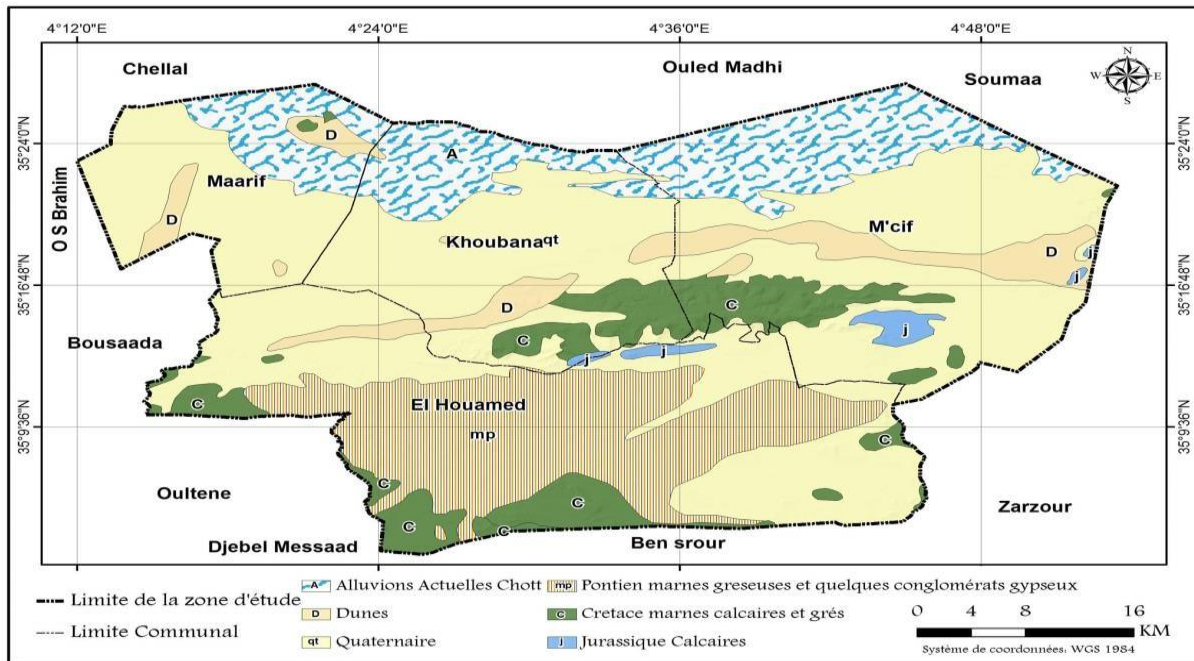 4°12'0"E 4°24'0"E 4°36'0"E 4°48'0"E
Chellal
Ouled Madhi
Soumaa
N
W E
S
35°24'0"N
35°24'0"N
D
A
Maarif
O S Brahim
D
Khoubana
qt
M'cif
D
j
j
35°16'48"N
35°16'48"N
D
C
C
j
j
j
Bousaada
C
El Houamed
mp
35°9'36"N
35°9'36"N
C
Oultene
C
C
C
C
Zarzour
Djebel Messaad
Ben srour
Limite de la zone d'étude
Limite Communal
A Alluvions Actuelles Chott
D Dunes
qt Quaternaire
mp Pontien marnes greseuses et quelques conglomérats gypseux
C Cretace marnes calcaires et grés
j Jurassique Calcaires
0 4 8 16
KM
Système de coordonées: WGS 1984